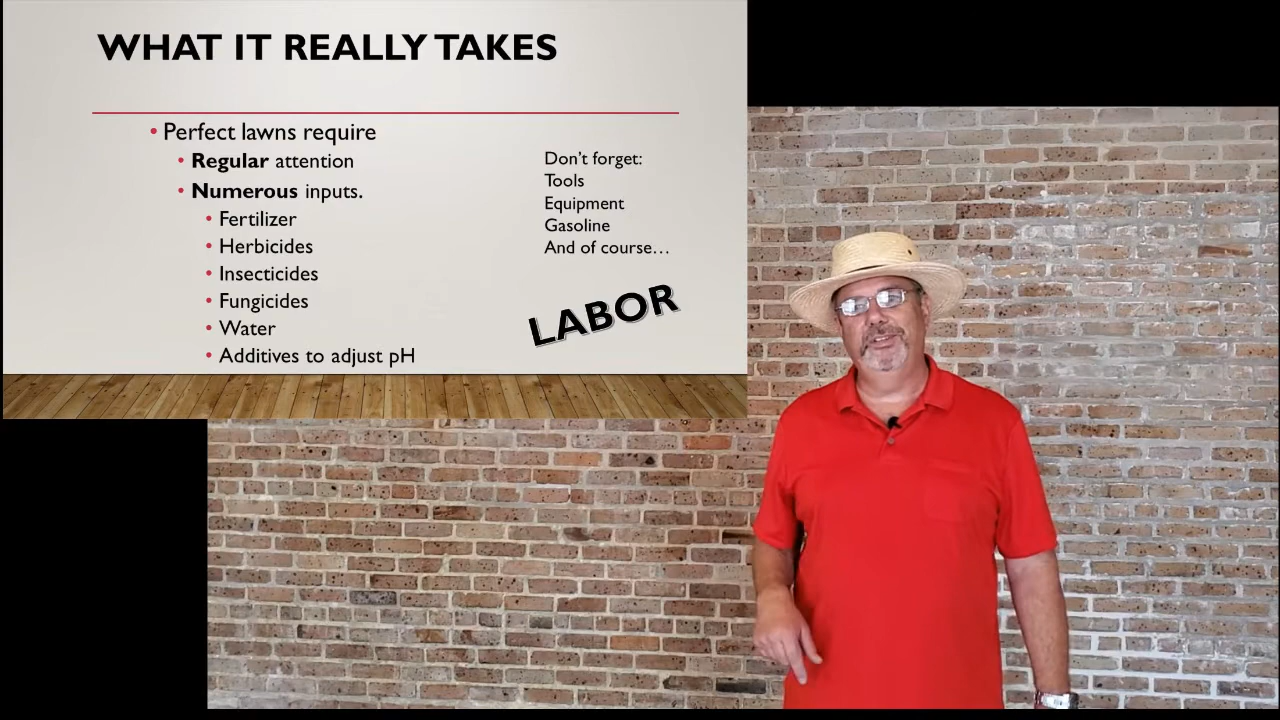 WHAT IT REALLY TAKES
• Perfect lawns require
• Regular attention
• Numerous inputs.
• Fertilizer
• Herbicides
• Insecticides
• Fungicides
• Water
• Additives to adjust pH
Don't forget:
Tools
Equipment
Gasoline
And of course…
LABOR